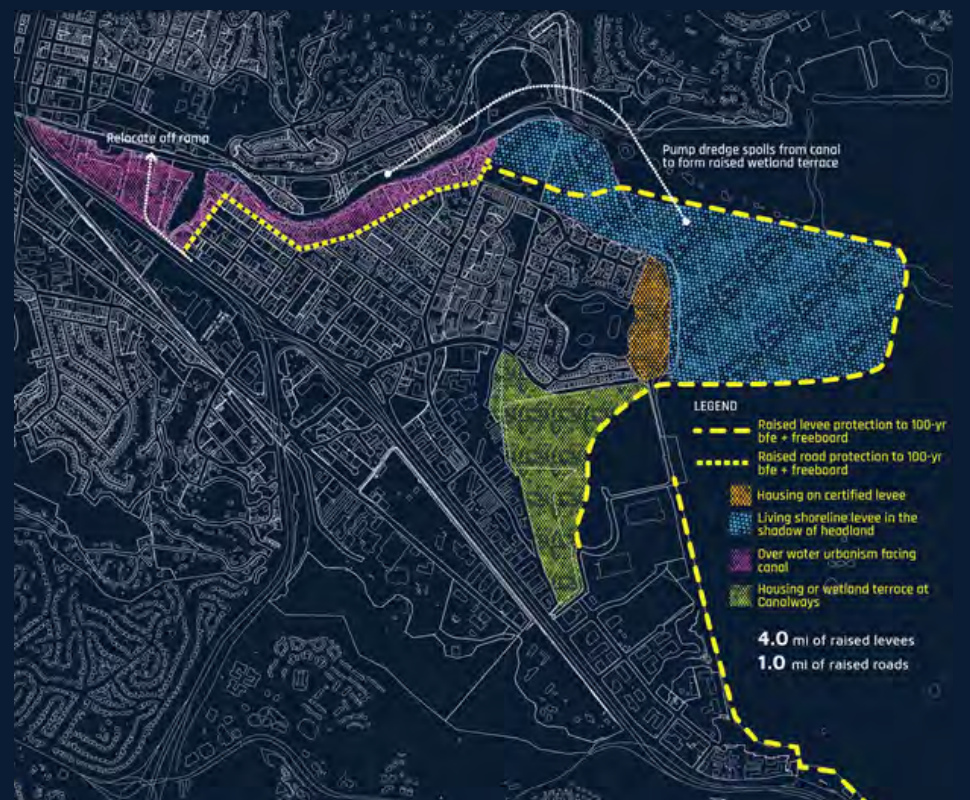 Relocate off ramp
Pump dredge spoils from canal
to form raised wetland terrace
LEGEND
Raised levee protection to 100-yr
bfe + freeboard
Raised road protection to 100-yr
bfe + freeboard
Housing on certified levee
Living shoreline levee in the
shadow of headland
Over water urbanism facing
canal
Housing or wetland terrace at
Canalways
4.0 mi of raised levees
1.0 mi of raised roads